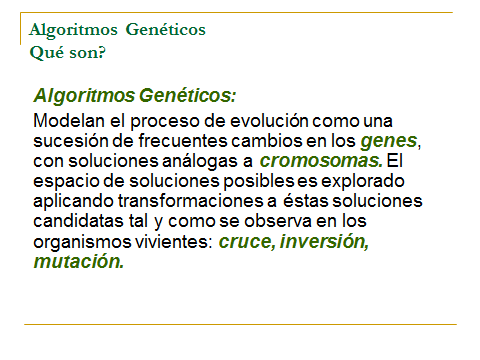 Algoritmos Genéticos
Qué son?
Algoritmos Genéticos:
Modelan el proceso de evolución como una
sucesión de frecuentes cambios en los genes,
con soluciones análogas a cromosomas. El
espacio de soluciones posibles es explorado
aplicando transformaciones a éstas soluciones
candidatas tal y como se observa en los
organismos vivientes: cruce, inversión,
mutación.